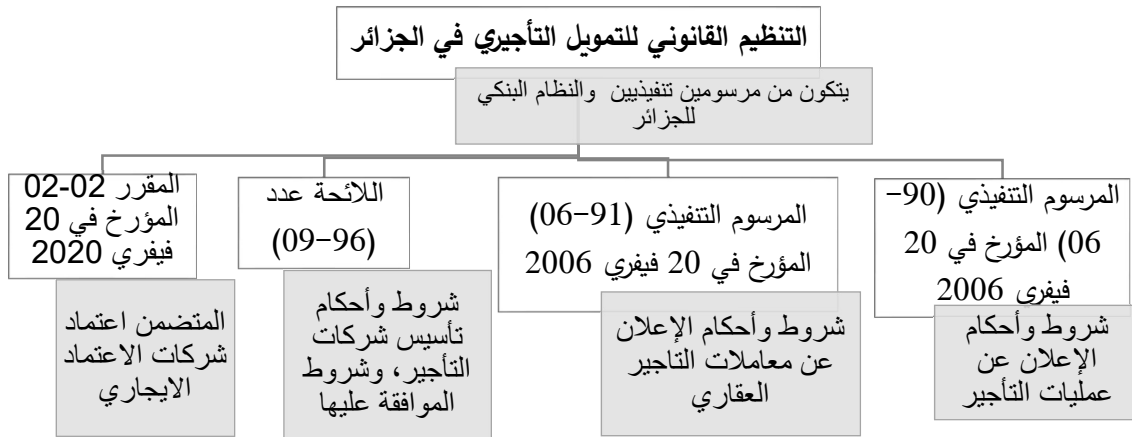 التنظيم القانوني للتمويل التأجيري في الجزائر
يتكون من مرسومين تنفيذيين والنظام البنكي
للجزائر
المرسوم التنفيذي (90-
06) المؤرخ في 20
فيفري 2006
شروط وأحكام
الإعلان عن
عمليات التأجير
المرسوم التنفيذي (91-06)
المؤرخ في 20 فيفري 2006
شروط وأحكام الإعلان
عن معاملات التاجير
العقاري
اللائحة عدد
(96-09)
شروط وأحكام
تأسيس شركات
التأجير، وشروط
الموافقة عليها
المقرر 02-02
المؤرخ في 20
فيفري 2020
المتضمن اعتماد
شركات الاعتماد
الايجاري